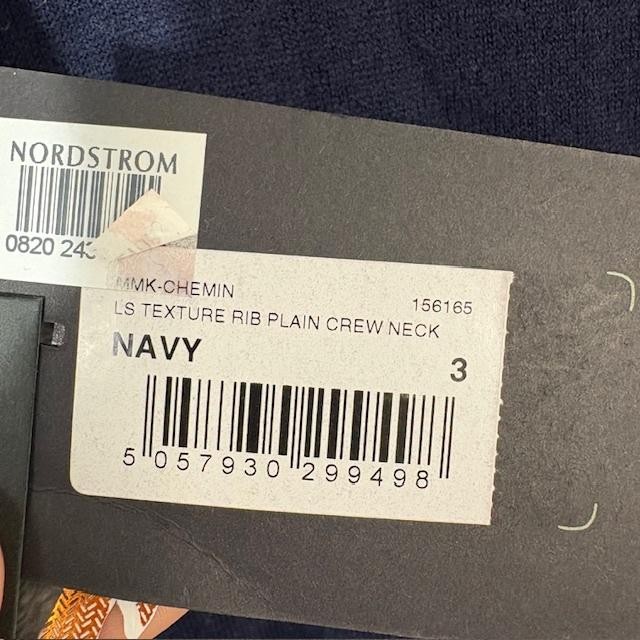 NORDSTROM
0820 243
MMK-CHEMIN
156165
LS TEXTURE RIB PLAIN CREW NECK
NAVY
3
5 057930 299498